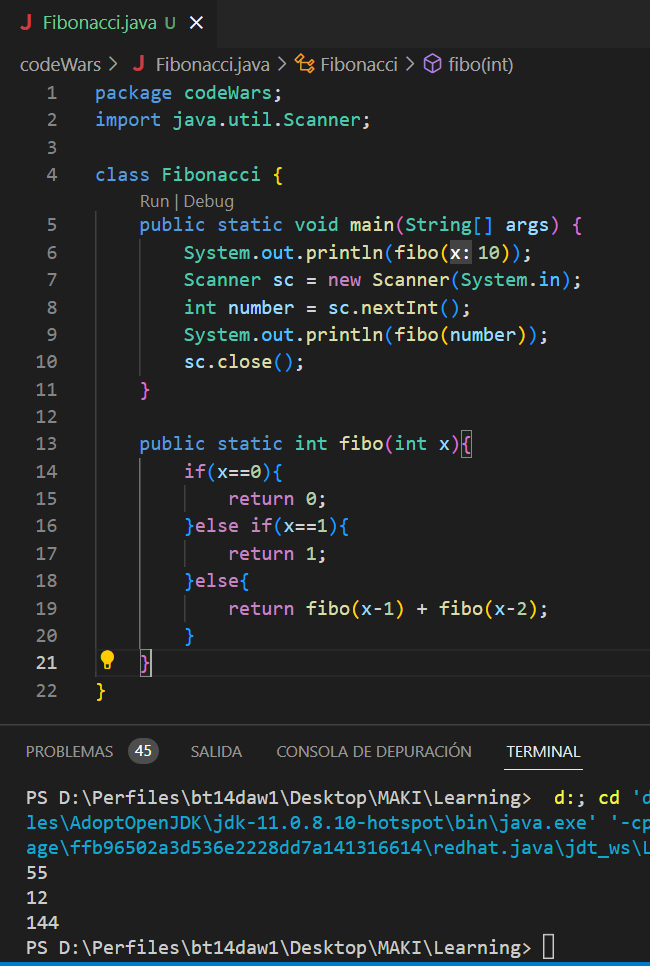 Fibonacci.java U ×
codeWars > Fibonacci.java > Fibonacci > fibo(int)
1 package codeWars;
2 import java.util.Scanner;
3
4 class Fibonacci {
Run | Debug
5 public static void main(String[] args) {
6 System.out.println(fibo(x: 10));
7 Scanner sc = new Scanner(System.in);
8 int number = sc.nextInt();
9 System.out.println(fibo(number));
10 sc.close();
11 }
12
13 public static int fibo(int x){
14 if(x==0){
15 return 0;
16 }else if(x==1){
17 return 1;
18 }else{
19 return fibo(x-1) + fibo(x-2);
20 }
21 }
22 }
PROBLEMAS 45 SALIDA CONSOLA DE DEPURACIÓN TERMINAL
PS D:\Perfiles\bt14daw1\Desktop\MAKI\Learning> d:; cd 'd
les\AdoptOpenJDK\jdk-11.0.8.10-hotspot\bin\java.exe' '-cp
age\ffb96502a3d536e2228dd7a141316614\redhat.java\jdt_ws\L
55
12
144
PS D:\Perfiles\bt14daw1\Desktop\MAKI\Learning>